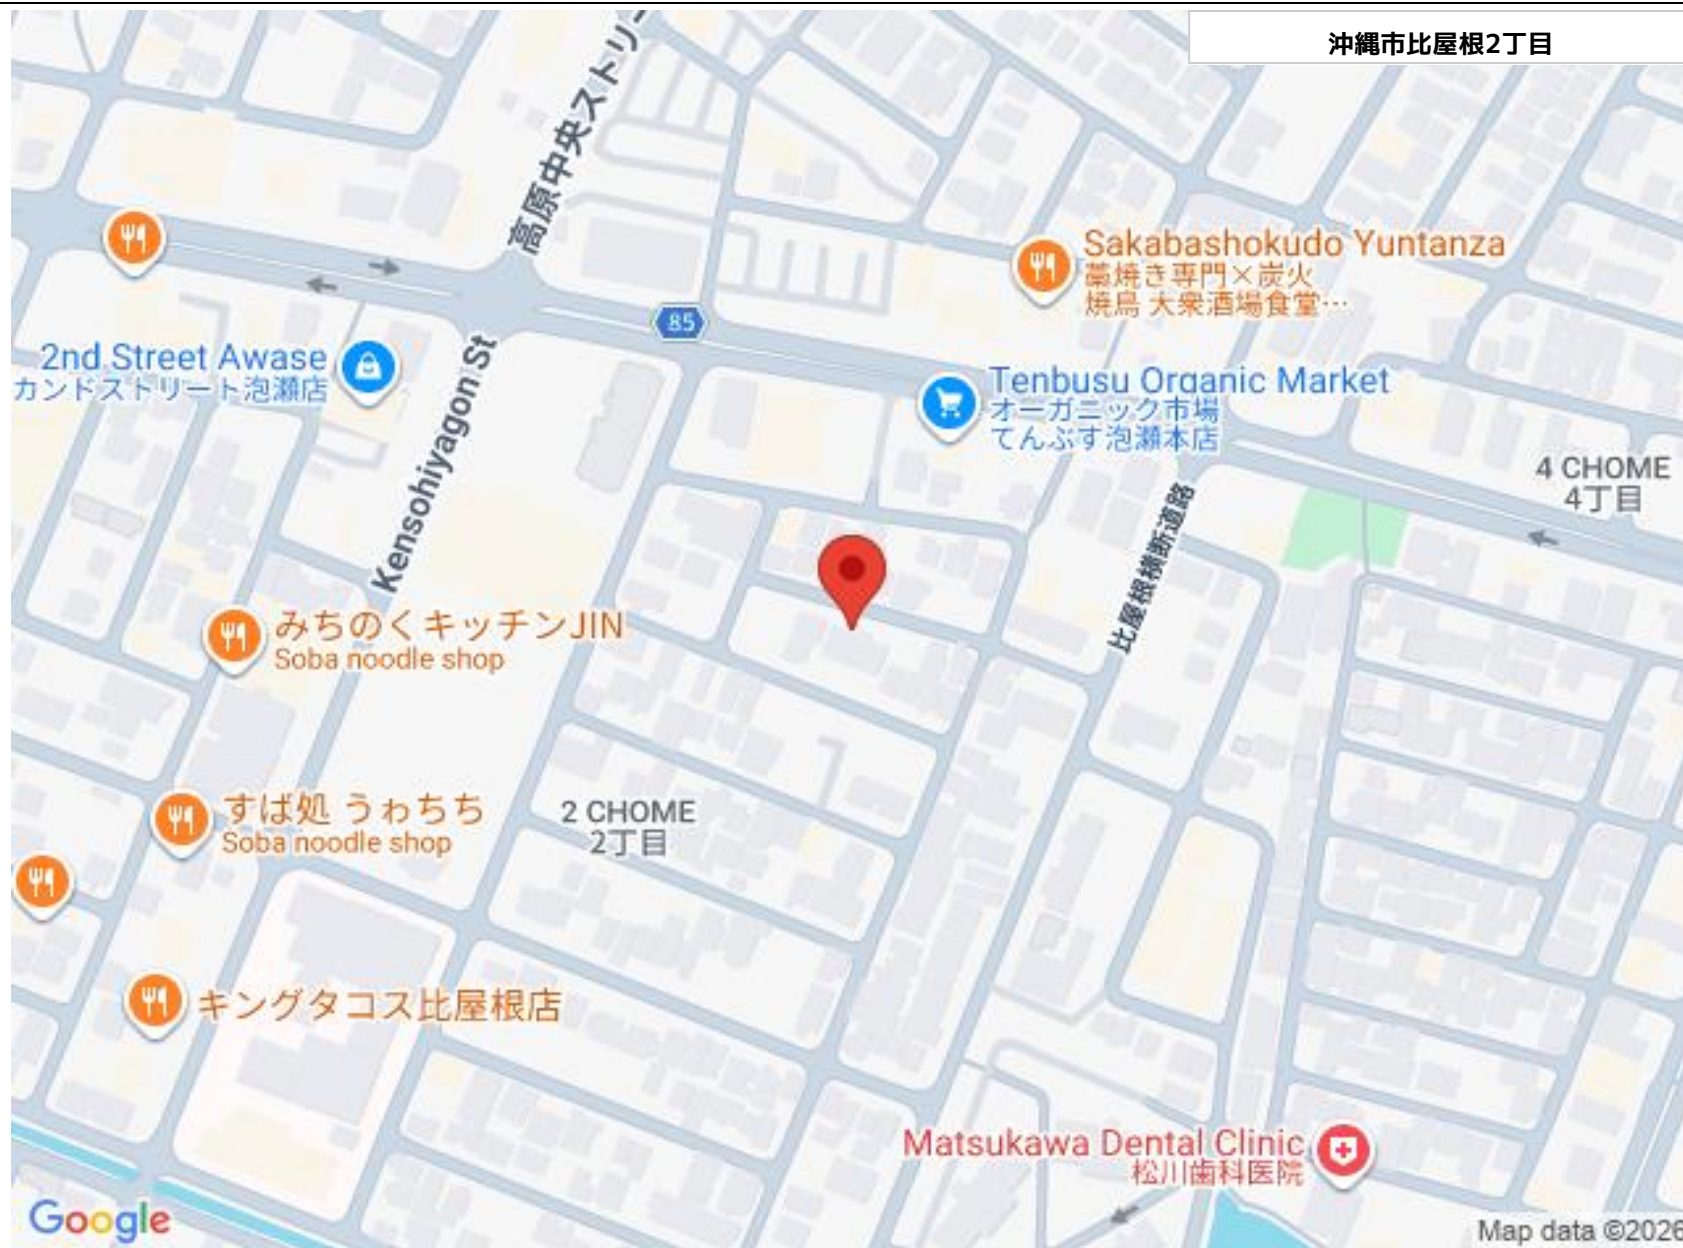 沖縄市比屋根2丁目
高原中央ストリー
Sakabashokudo Yuntanza
藁焼き専門×炭火
焼鳥 大衆酒場食堂…
85
2nd Street Awase
カンドストリート泡瀬店
Kensohiyagon St
Tenbusu Organic Market
オーガニック市場
てんぶす泡瀬本店
4 CHOME
4丁目
比屋根横断道路
みちのくキッチンJIN
Soba noodle shop
すば処 うわちち
Soba noodle shop
2 CHOME
2丁目
キングタコス比屋根店
Matsukawa Dental Clinic
松川歯科医院
Google
Map data ©2026